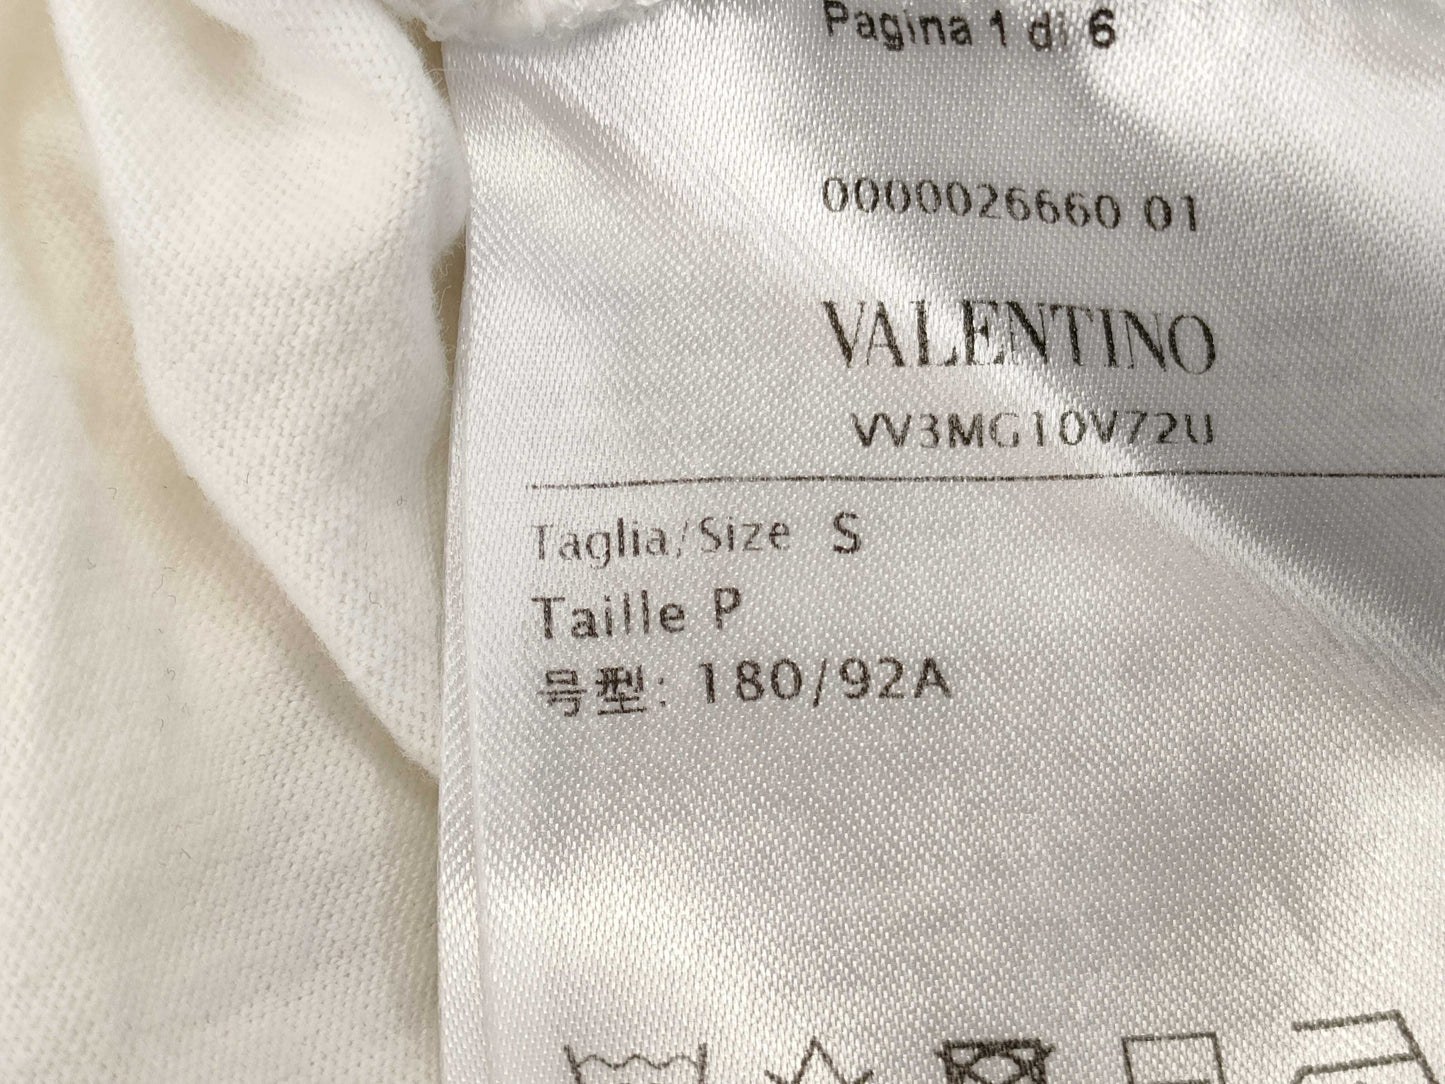 Pagina 1 di 6
0000026660 01
VALENTINO
VV3MG10V72U
Taglia/Size S
Taille P
号型: 180/92A